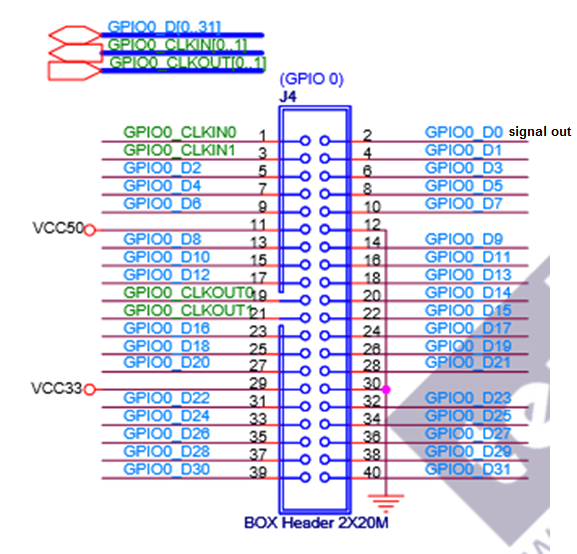 GPIO0_D[0..31]
GPIO0_CLKIN[0..1]
GPIO0_CLKOUT[0..1]
(GPIO 0)
J4
GPIO0_CLKIN0 1 2 GPIO0_D0 signal out
GPIO0_CLKIN1 3 4 GPIO0_D1
GPIO0_D2 5 6 GPIO0_D3
GPIO0_D4 7 8 GPIO0_D5
GPIO0_D6 9 10 GPIO0_D7
VCC50 11 12
GPIO0_D8 13 14 GPIO0_D9
GPIO0_D10 15 16 GPIO0_D11
GPIO0_D12 17 18 GPIO0_D13
GPIO0_CLKOUT0 19 20 GPIO0_D14
GPIO0_CLKOUT1 21 22 GPIO0_D15
GPIO0_D16 23 24 GPIO0_D17
GPIO0_D18 25 26 GPIO0_D19
GPIO0_D20 27 28 GPIO0_D21
VCC33 29 30
GPIO0_D22 31 32 GPIO0_D23
GPIO0_D24 33 34 GPIO0_D25
GPIO0_D26 35 36 GPIO0_D27
GPIO0_D28 37 38 GPIO0_D29
GPIO0_D30 39 40 GPIO0_D31
BOX Header 2X20M